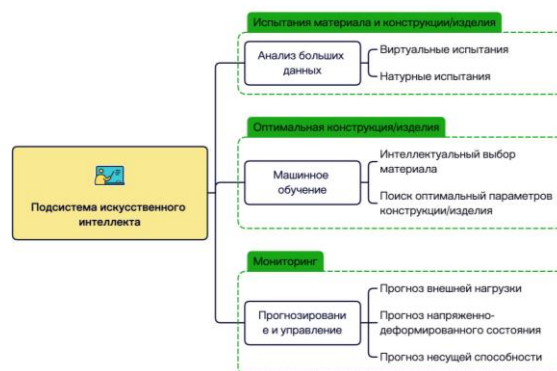 Испытания материала и конструкции/изделия
Анализ больших
данных
Виртуальные испытания
Натурные испытания
Подсистема искусственного
интеллекта
Оптимальная конструкция/изделия
Машинное
обучение
Интеллектуальный выбор
материала
Поиск оптимальный параметров
конструкции/изделия
Мониторинг
Прогнозировани
е и управление
Прогноз внешней нагрузки
Прогноз напряженно-
деформированного состояния
Прогноз несущей способности